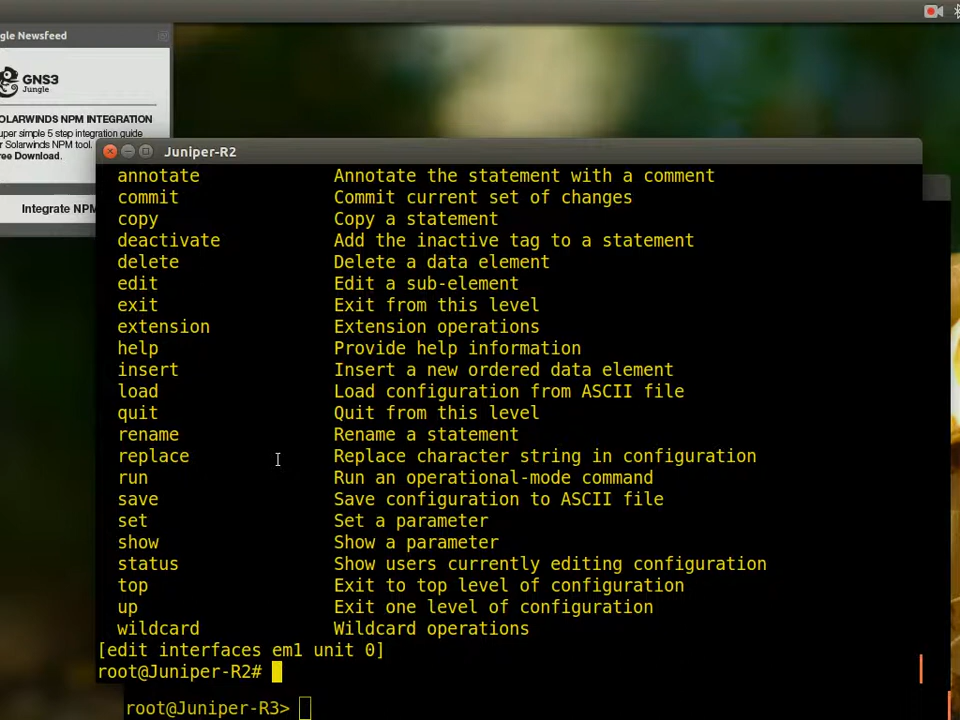 gle Newsfeed
GNS3
Jungle
OLARWINDS NPM INTEGRATION
uper simple 5 step integration guide
r Solarwinds NPM tool.
ree Download.
Integrate NPM
Juniper-R2
annotate Annotate the statement with a comment
commit Commit current set of changes
copy Copy a statement
deactivate Add the inactive tag to a statement
delete Delete a data element
edit Edit a sub-element
exit Exit from this level
extension Extension operations
help Provide help information
insert Insert a new ordered data element
load Load configuration from ASCII file
quit Quit from this level
rename Rename a statement
replace Replace character string in configuration
run Run an operational-mode command
save Save configuration to ASCII file
set Set a parameter
show Show a parameter
status Show users currently editing configuration
top Exit to top level of configuration
up Exit one level of configuration
wildcard Wildcard operations
[edit interfaces em1 unit 0]
root@Juniper-R2#
root@Juniper-R3>